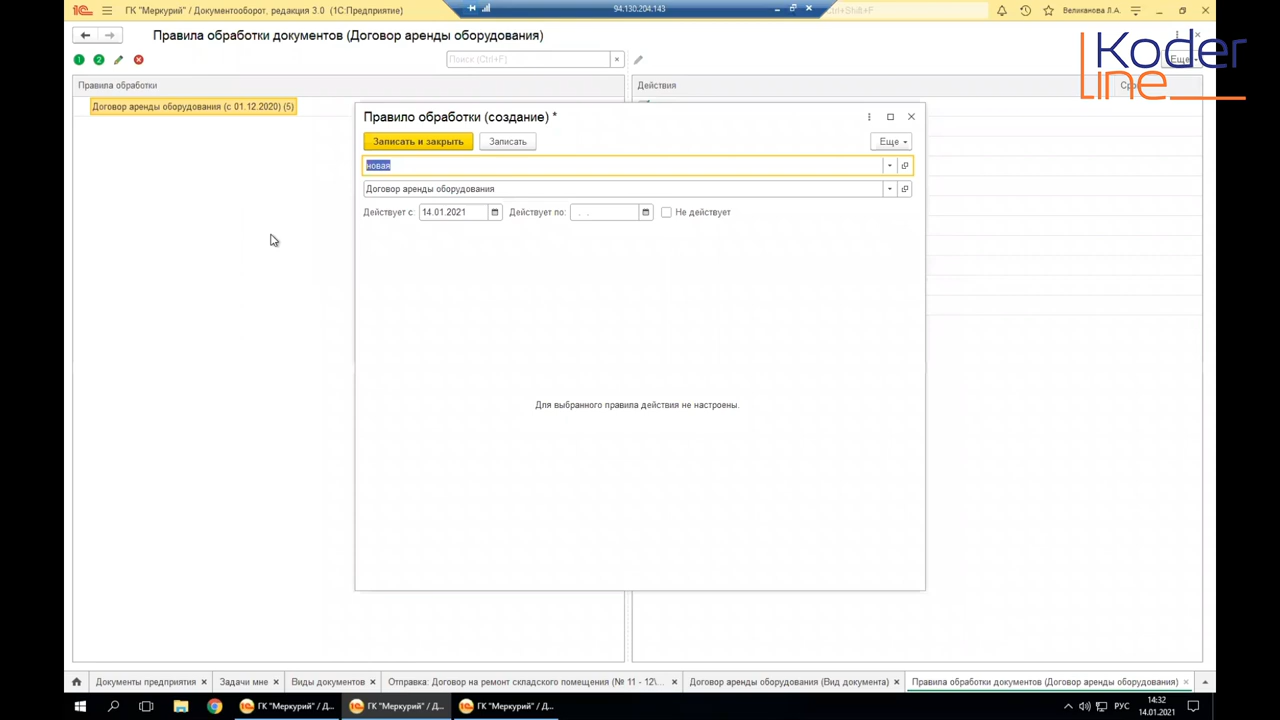 ГК "Меркурий" / Документооборот, редакция 3.0 (1С:Предприятие)
94.130.204.143
Ctrl+Shift+F
Великанова Л.А.
Правила обработки документов (Договор аренды оборудования)
Koder
line
Поиск (Ctrl+F)
Еще
Правила обработки
Действия
Договор аренды оборудования (с 01.12.2020) (5)
Правило обработки (создание) *
Записать и закрыть
Записать
Еще
новая
Договор аренды оборудования
Действует с: 14.01.2021
Действует по: . .
Не действует
Для выбранного правила действия не настроены.
Документы предприятия
Задачи мне
Виды документов
Отправка: Договор на ремонт складского помещения (№ 11 - 12\...
Договор аренды оборудования (Вид документа)
Правила обработки документов (Договор аренды оборудования)
ГК "Меркурий" / Д...
ГК "Меркурий" / Д...
ГК "Меркурий" / Д...
РУС
14:32
14.01.2021